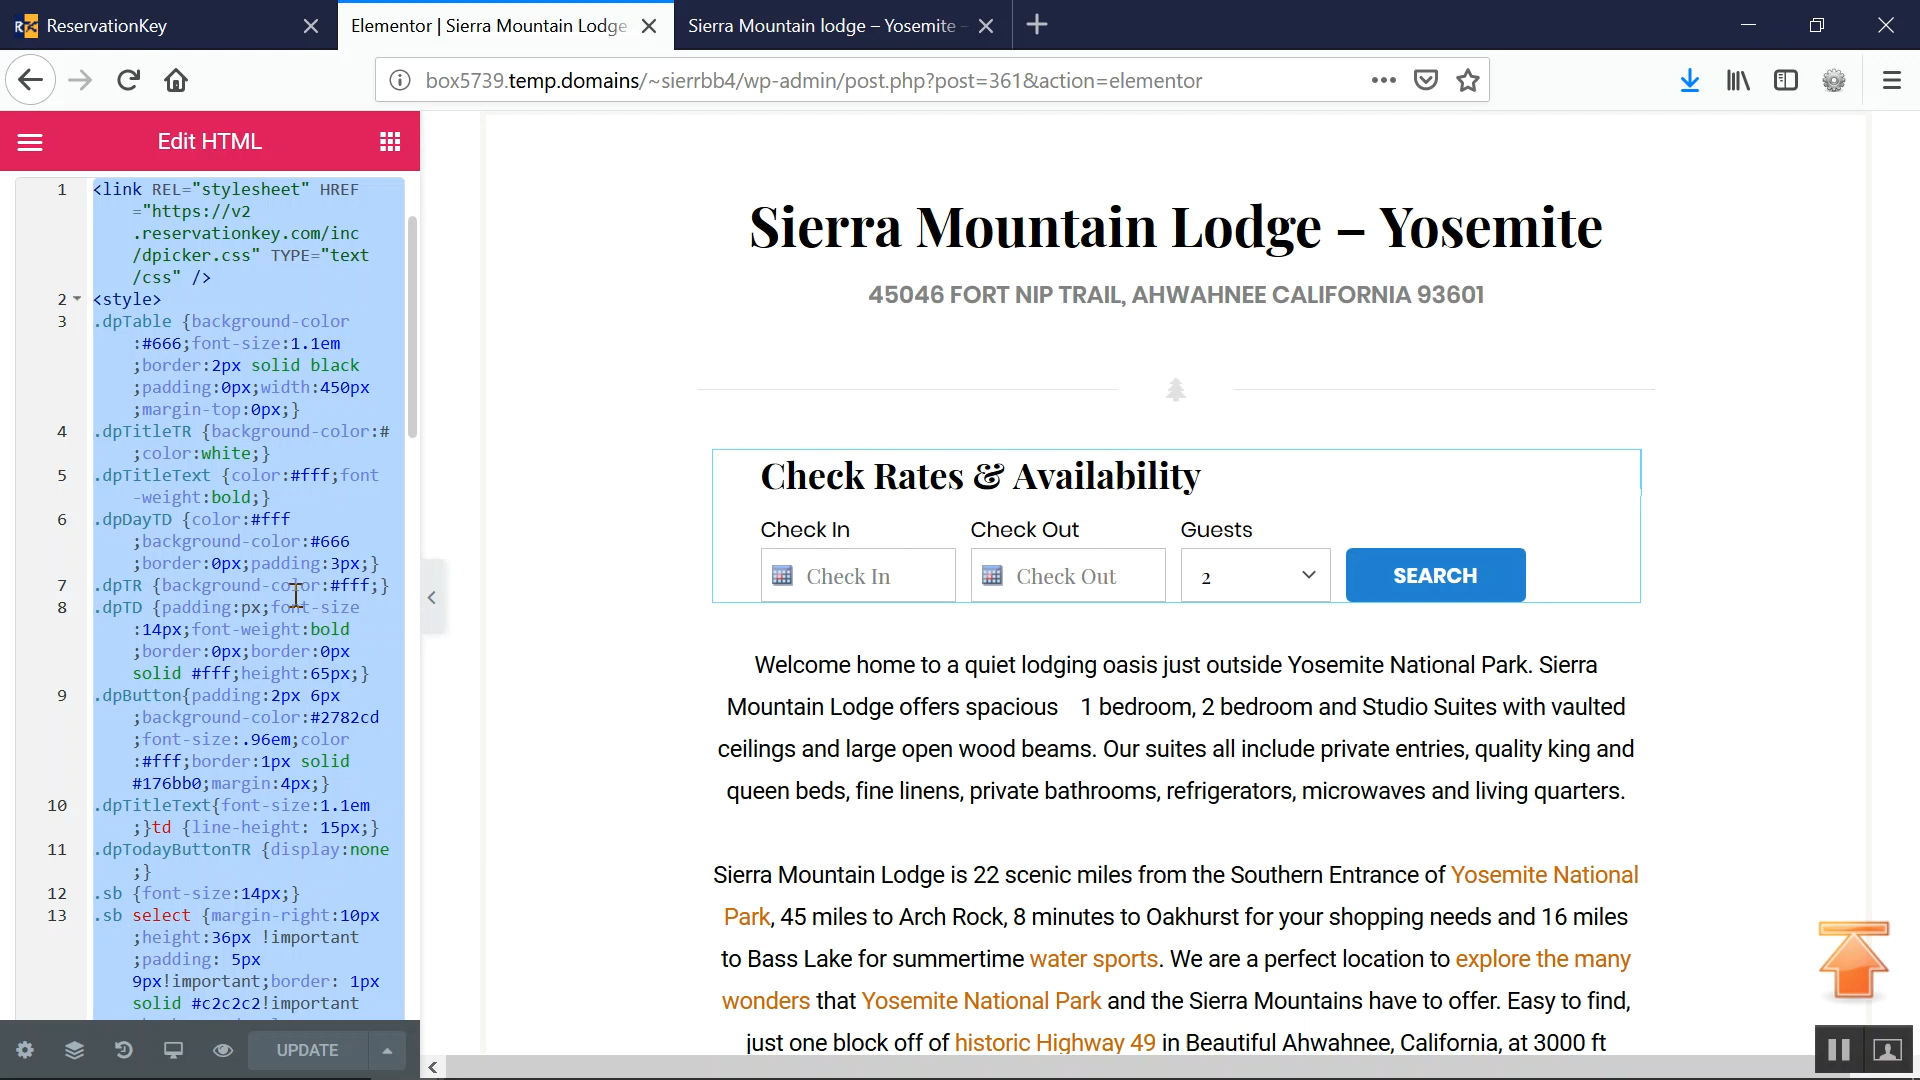 ReservationKey
Elementor | Sierra Mountain Lodge
Sierra Mountain lodge – Yosemite –
box5739.temp.domains/~sierrbb4/wp-admin/post.php?post=361&action=elementor
Edit HTML
1 <link REL="stylesheet" HREF
="https://v2
.reservationkey.com/inc
/dpicker.css" TYPE="text
/css" />
2 <style>
3 .dpTable {background-color
:#666;font-size:1.1em
;border:2px solid black
;padding:0px;width:450px
;margin-top:0px;}
4 .dpTitleTR {background-color:#
;color:white;}
5 .dpTitleText {color:#fff;font
-weight:bold;}
6 .dpDayTD {color:#fff
;background-color:#666
;border:0px;padding:3px;}
7 .dpTR {background-color:#fff;}
8 .dpTD {padding:px;font-size
:14px;font-weight:bold
;border:0px;border:0px
solid #fff;height:65px;}
9 .dpButton{padding:2px 6px
;background-color:#2782cd
;font-size:.96em;color
:#fff;border:1px solid
#176bb0;margin:4px;}
10 .dpTitleText{font-size:1.1em
;}td {line-height: 15px;}
11 .dpTodayButtonTR {display:none
;}
12 .sb {font-size:14px;}
13 .sb select {margin-right:10px
;height:36px !important
;padding: 5px
9px!important;border: 1px
solid #c2c2c2!important
UPDATE
Sierra Mountain Lodge – Yosemite
45046 FORT NIP TRAIL, AHWAHNEE CALIFORNIA 93601
Check Rates & Availability
Check In Check Out Guests
Check In Check Out 2 SEARCH
Welcome home to a quiet lodging oasis just outside Yosemite National Park. Sierra
Mountain Lodge offers spacious 1 bedroom, 2 bedroom and Studio Suites with vaulted
ceilings and large open wood beams. Our suites all include private entries, quality king and
queen beds, fine linens, private bathrooms, refrigerators, microwaves and living quarters.
Sierra Mountain Lodge is 22 scenic miles from the Southern Entrance of Yosemite National
Park, 45 miles to Arch Rock, 8 minutes to Oakhurst for your shopping needs and 16 miles
to Bass Lake for summertime water sports. We are a perfect location to explore the many
wonders that Yosemite National Park and the Sierra Mountains have to offer. Easy to find,
just one block off of historic Highway 49 in Beautiful Ahwahnee, California, at 3000 ft